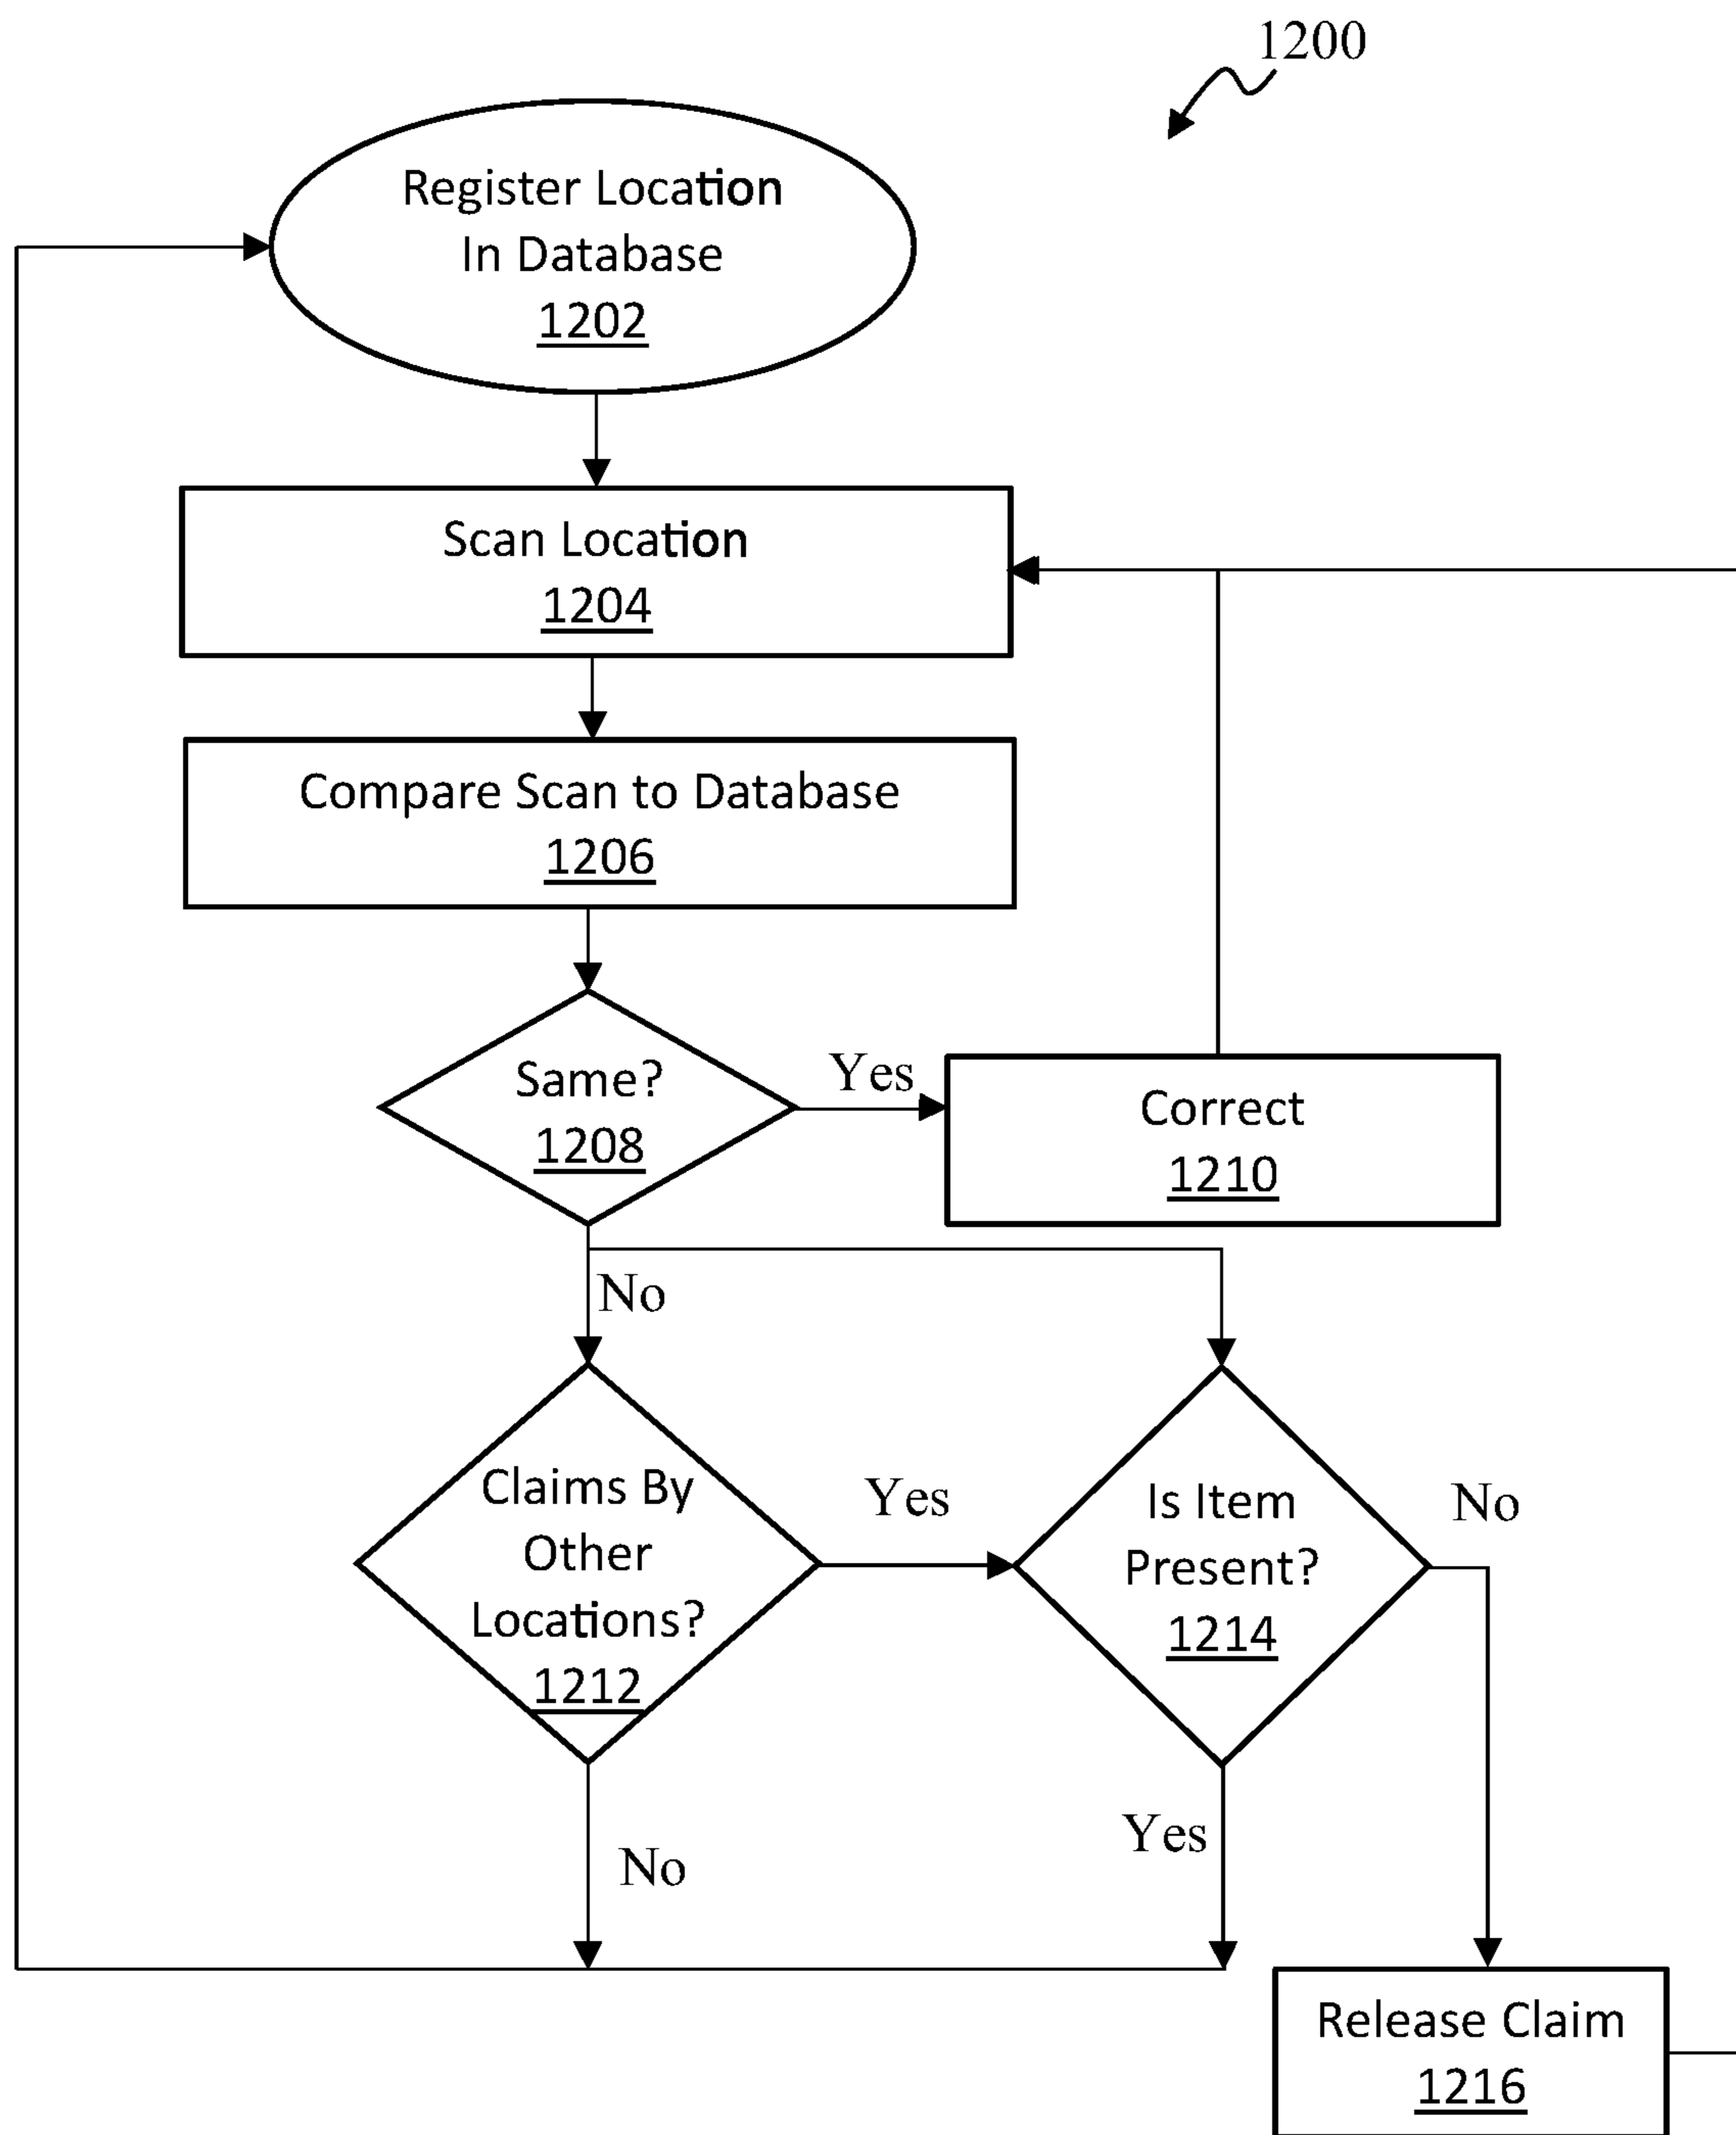 1200
Register Location
In Database
1202
Scan Location
1204
Compare Scan to Database
1206
Same?
1208
Yes
Correct
1210
No
Claims By
Other
Locations?
1212
Yes
Is Item
Present?
1214
No
No
Yes
Release Claim
1216